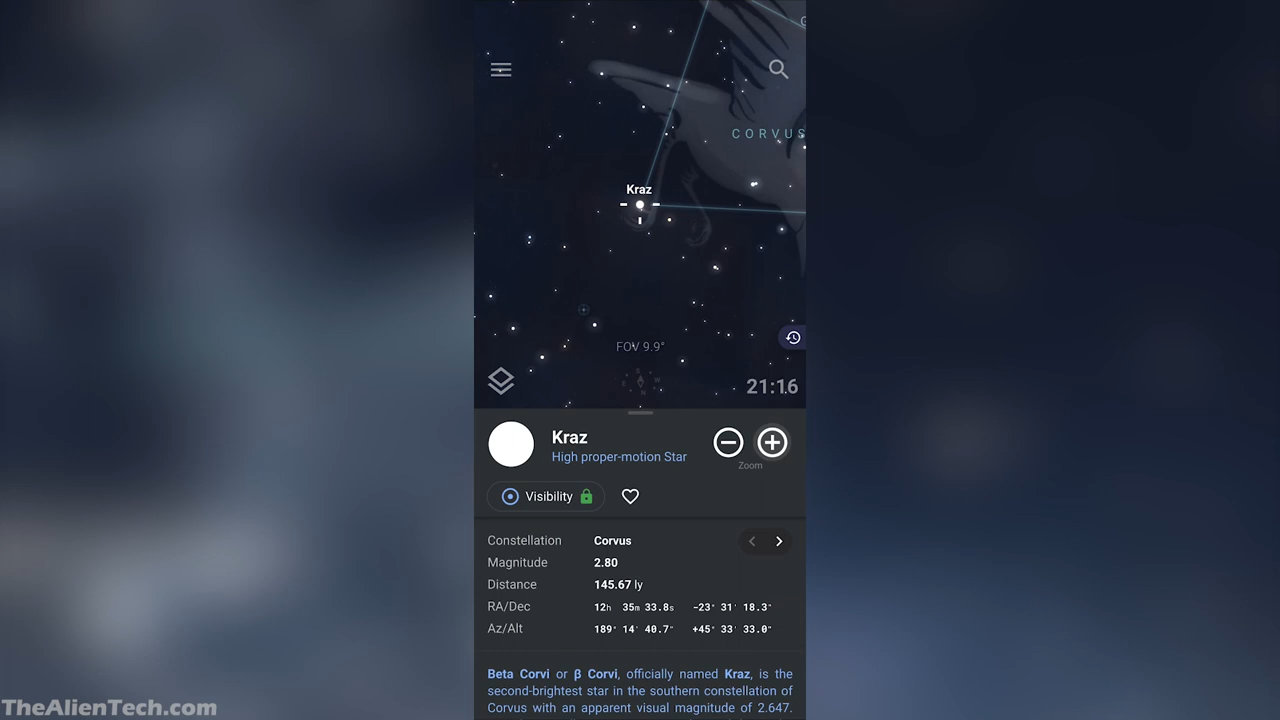 G
CORVUS
Kraz
FOV 9.9°
S
E W
N
21:16
Kraz
High proper-motion Star
Zoom
Visibility
Constellation Corvus
Magnitude 2.80
Distance 145.67 ly
RA/Dec 12h 35m 33.8s -23° 31' 18.3"
Az/Alt 189° 14' 40.7" +45° 33' 33.0"
Beta Corvi or β Corvi, officially named Kraz, is the
second-brightest star in the southern constellation of
Corvus with an apparent visual magnitude of 2.647.
TheAlienTech.com